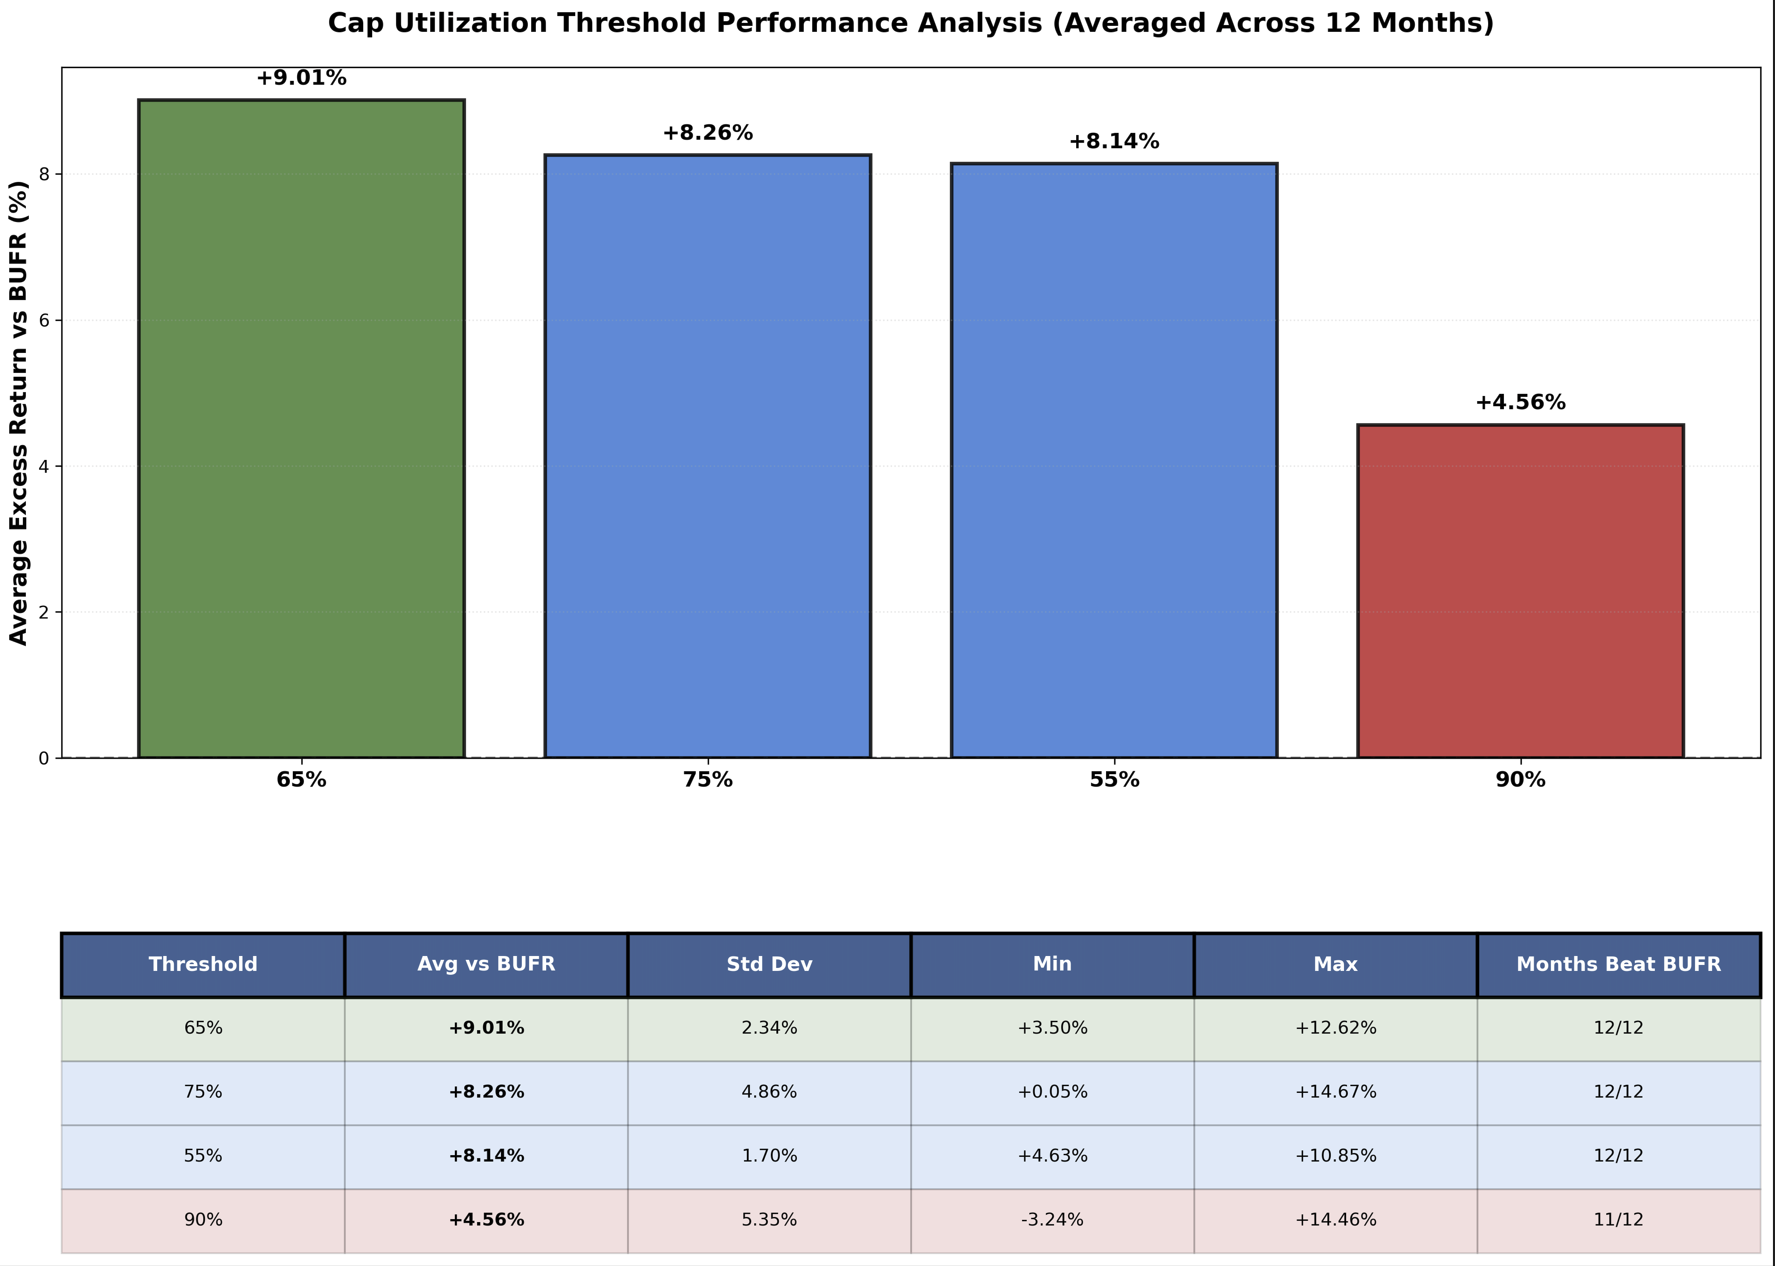 Cap Utilization Threshold Performance Analysis (Averaged Across 12 Months)
Average Excess Return vs BUFR (%)
8
6
4
2
0
+9.01%
+8.26%
+8.14%
+4.56%
65%
75%
55%
90%
Threshold Avg vs BUFR Std Dev Min Max Months Beat BUFR
65% +9.01% 2.34% +3.50% +12.62% 12/12
75% +8.26% 4.86% +0.05% +14.67% 12/12
55% +8.14% 1.70% +4.63% +10.85% 12/12
90% +4.56% 5.35% -3.24% +14.46% 11/12